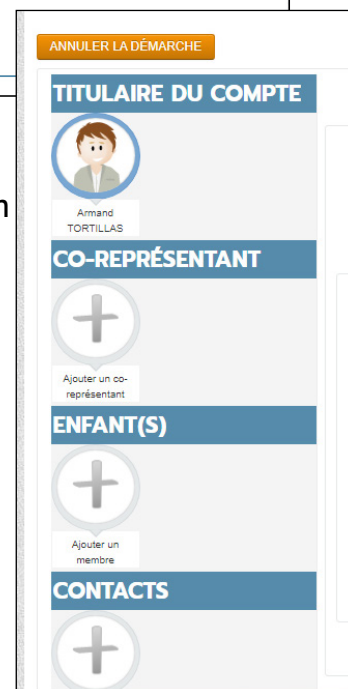 ANNULER LA DÉMARCHE
TITULAIRE DU COMPTE
Armand
TORTILLAS
CO-REPRÉSENTANT
Ajouter un co-
représentant
ENFANT(S)
Ajouter un
membre
CONTACTS